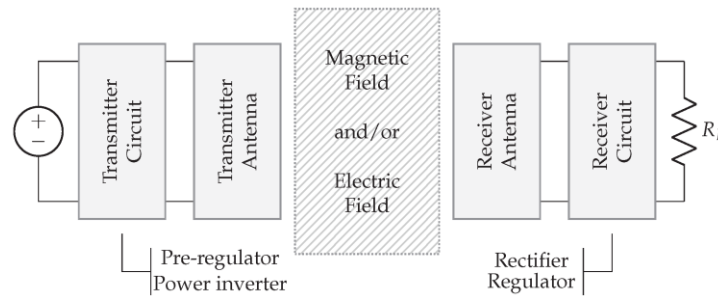 Transmitter
Circuit
Transmitter
Antenna
Magnetic
Field
and/or
Electric
Field
Receiver
Antenna
Receiver
Circuit
+
−
Pre-regulator
Power inverter
Rectifier
Regulator